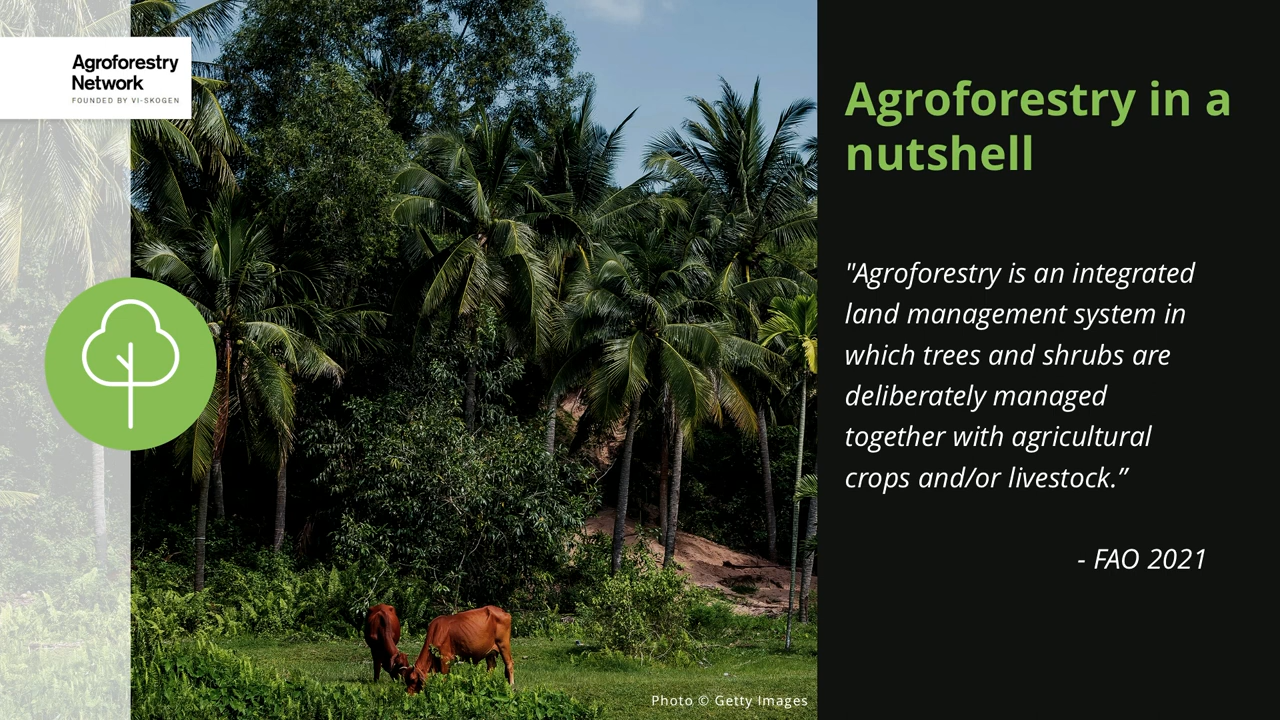 Agroforestry
Network
FOUNDED BY VI-SKOGEN
Agroforestry in a
nutshell
"Agroforestry is an integrated
land management system in
which trees and shrubs are
deliberately managed
together with agricultural
crops and/or livestock.”
- FAO 2021
Photo © Getty Images